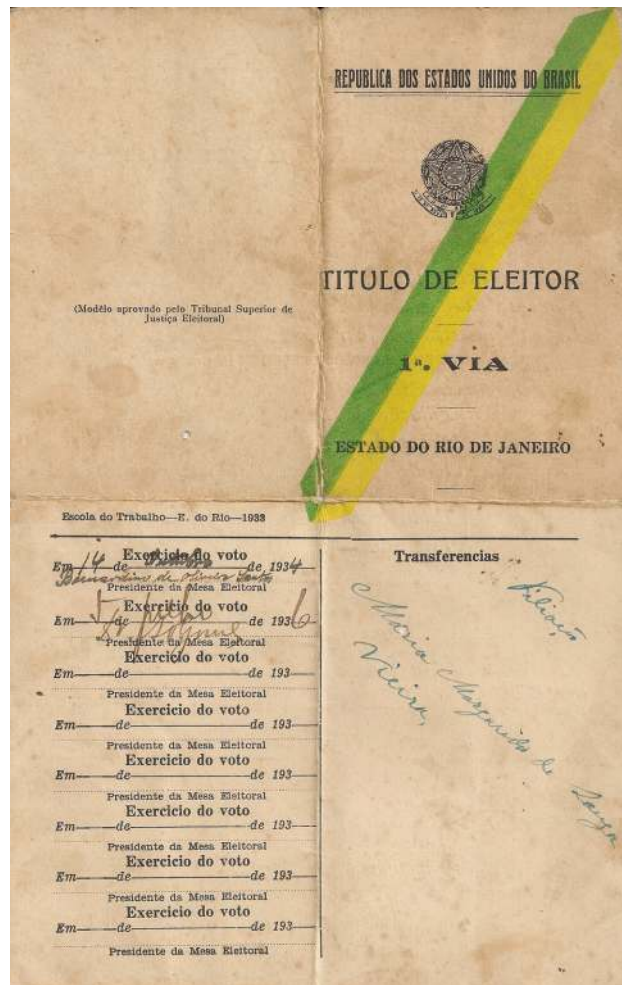 REPUBLICA DOS ESTADOS UNIDOS DO BRASIL
TITULO DE ELEITOR
(Modêlo aprovado pelo Tribunal Superior de
Justiça Eleitoral)
1ª. VIA
ESTADO DO RIO DE JANEIRO
Escola do Trabalho—E. do Rio—1933
Exercicio do voto
Em 14 de Outubro de 1934
Bernardino de Oliveira
Presidente da Mesa Eleitoral
Exercicio do voto
Em 5 de de 1936
Presidente da Mesa Eleitoral
Exercicio do voto
Em de de 193
Presidente da Mesa Eleitoral
Exercicio do voto
Em de de 193
Presidente da Mesa Eleitoral
Exercicio do voto
Em de de 193
Presidente da Mesa Eleitoral
Exercicio do voto
Em de de 193
Presidente da Mesa Eleitoral
Exercicio do voto
Em de de 193
Presidente da Mesa Eleitoral
Exercicio do voto
Em de de 193
Presidente da Mesa Eleitoral
Transferencias
Filiação
Maria Margarida de Souza
Vieira,